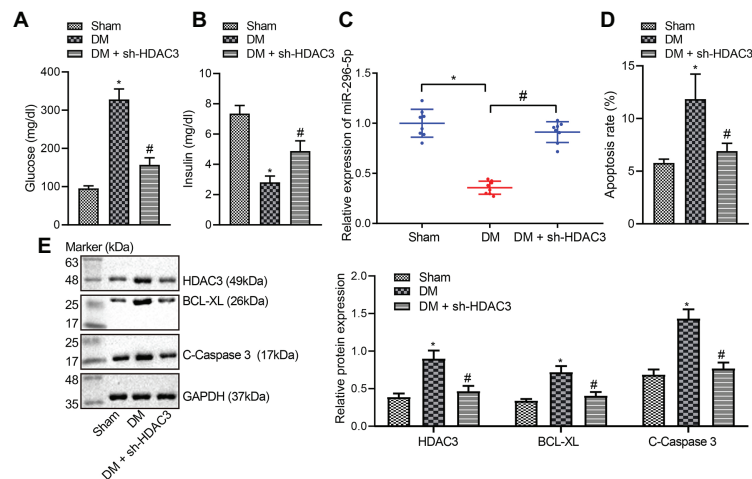 A
Sham
DM
DM + sh-HDAC3
Glucose (mg/dl)
400
300
200
100
0
*
#
B
Sham
DM
DM + sh-HDAC3
Insulin (mg/dl)
10
8
6
4
2
0
*
#
C
Relative expression of miR-296-5p
1.5
1.0
0.5
0.0
*
#
Sham
DM
DM + sh-HDAC3
D
Sham
DM
DM + sh-HDAC3
Apoptosis rate (%)
15
10
5
0
*
#
E
Marker (kDa)
63
48
HDAC3 (49kDa)
25
17
BCL-XL (26kDa)
25
17
C-Caspase 3 (17kDa)
48
35
GAPDH (37kDa)
Sham
DM
DM + sh-HDAC3
Relative protein expression
2.0
1.5
1.0
0.5
0.0
Sham
DM
DM + sh-HDAC3
*
#
*
#
*
#
HDAC3
BCL-XL
C-Caspase 3